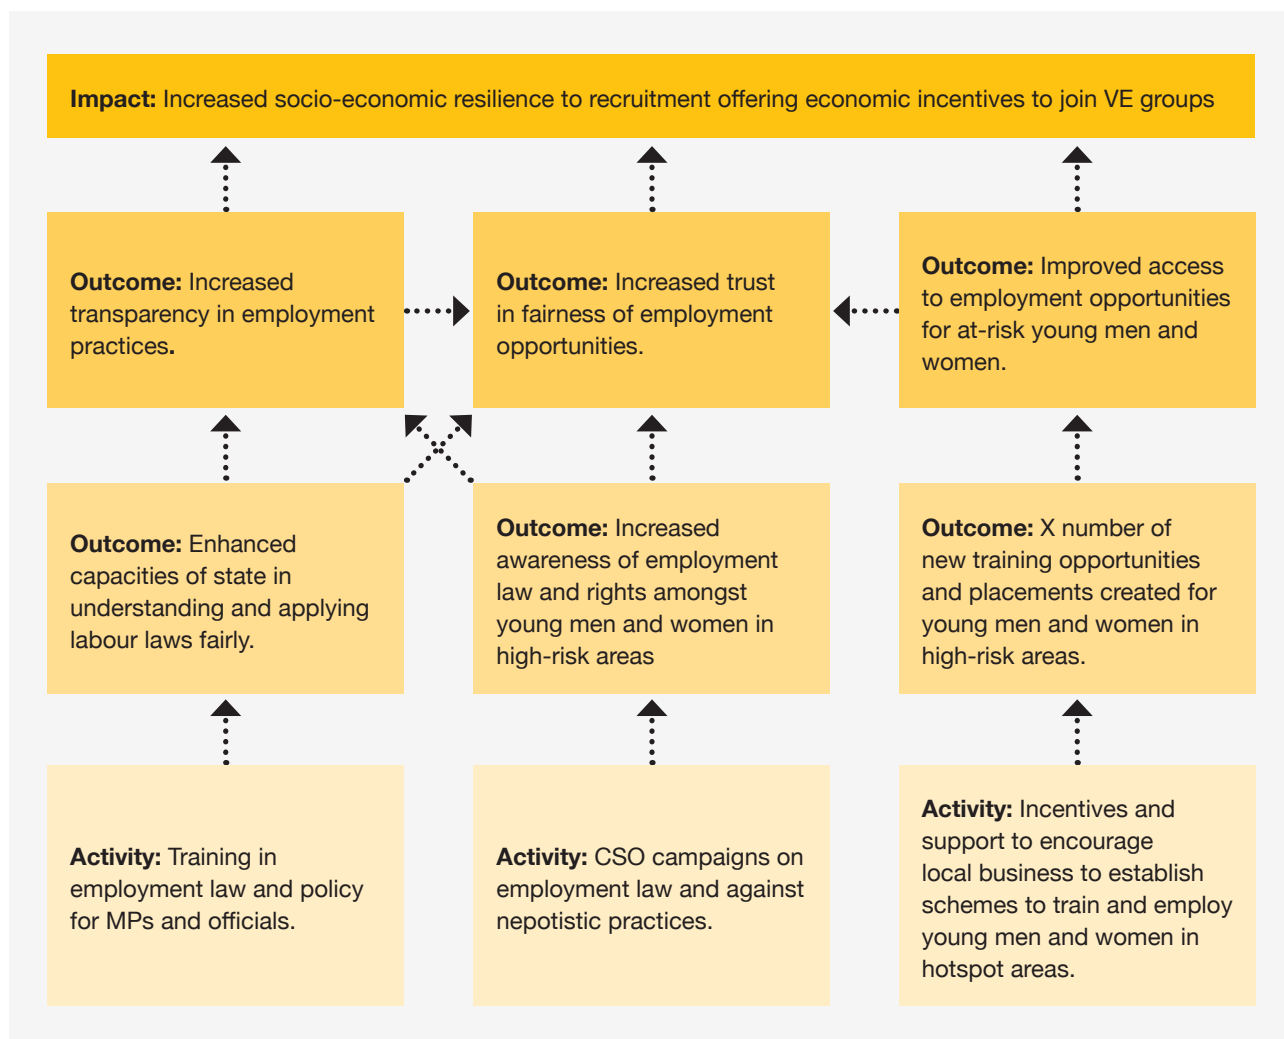 Impact: Increased socio-economic resilience to recruitment offering economic incentives to join VE groups
Outcome: Increased
transparency in employment
practices.
Outcome: Increased trust
in fairness of employment
opportunities.
Outcome: Improved access
to employment opportunities
for at-risk young men and
women.
Outcome: Enhanced
capacities of state in
understanding and applying
labour laws fairly.
Outcome: Increased
awareness of employment
law and rights amongst
young men and women in
high-risk areas
Outcome: X number of
new training opportunities
and placements created for
young men and women in
high-risk areas.
Activity: Training in
employment law and policy
for MPs and officials.
Activity: CSO campaigns on
employment law and against
nepotistic practices.
Activity: Incentives and
support to encourage
local business to establish
schemes to train and employ
young men and women in
hotspot areas.